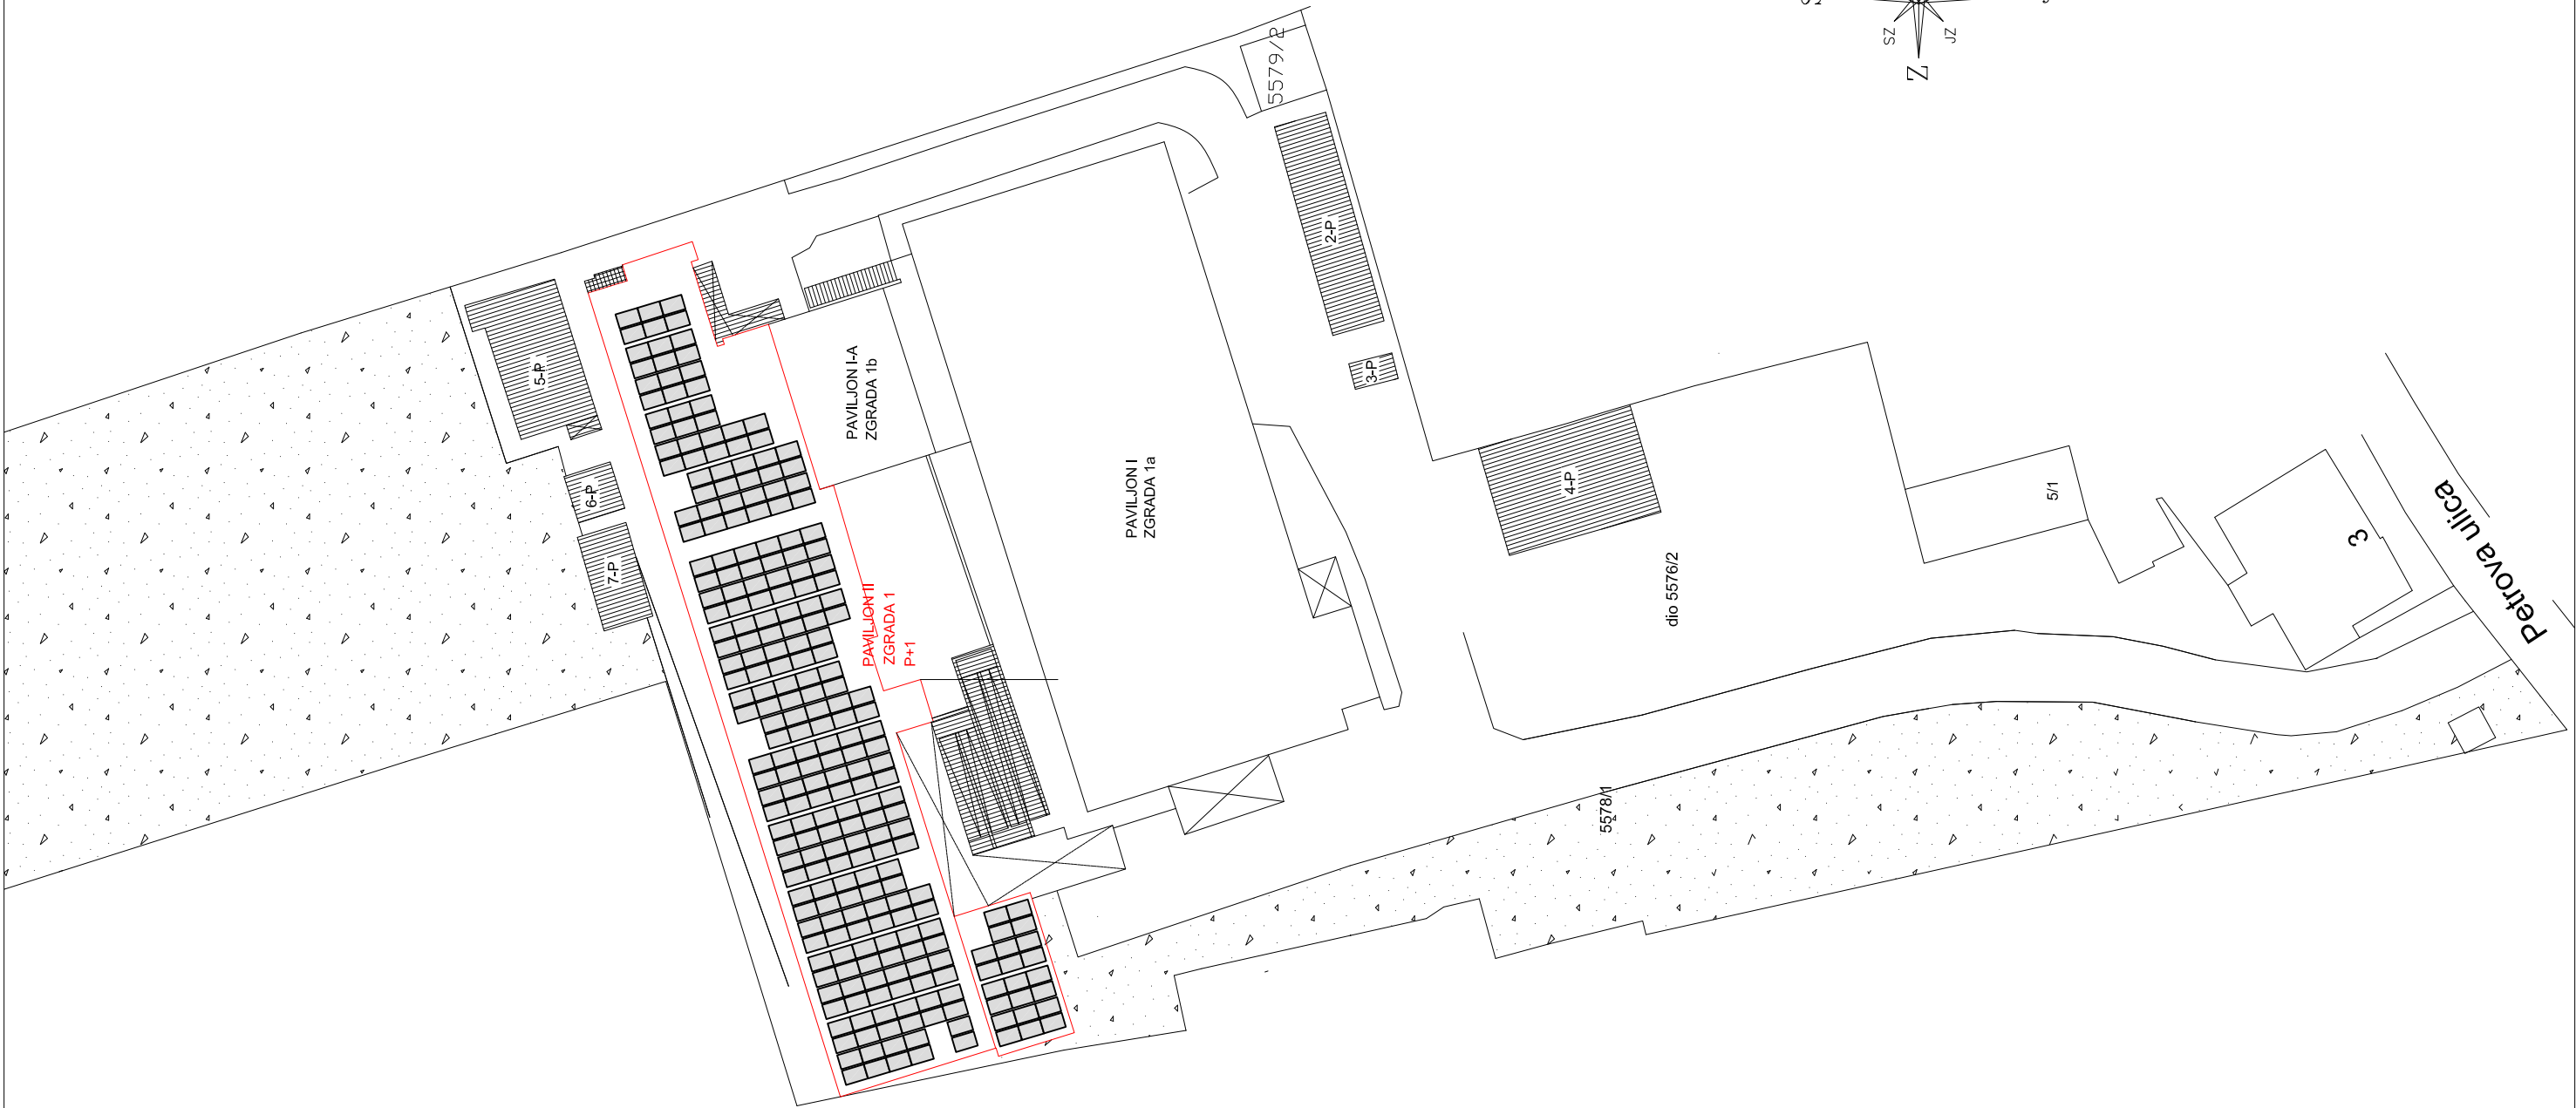 SZ
JZ
Z
5579/2
2-P
3-P
5-P
6-P
7-P
PAVILJON I-A
ZGRADA 1b
PAVILJON I
ZGRADA 1a
PAVILJON II
ZGRADA 1
P+1
4-P
5/1
3
dio 5576/2
5578/1
Petrova ulica